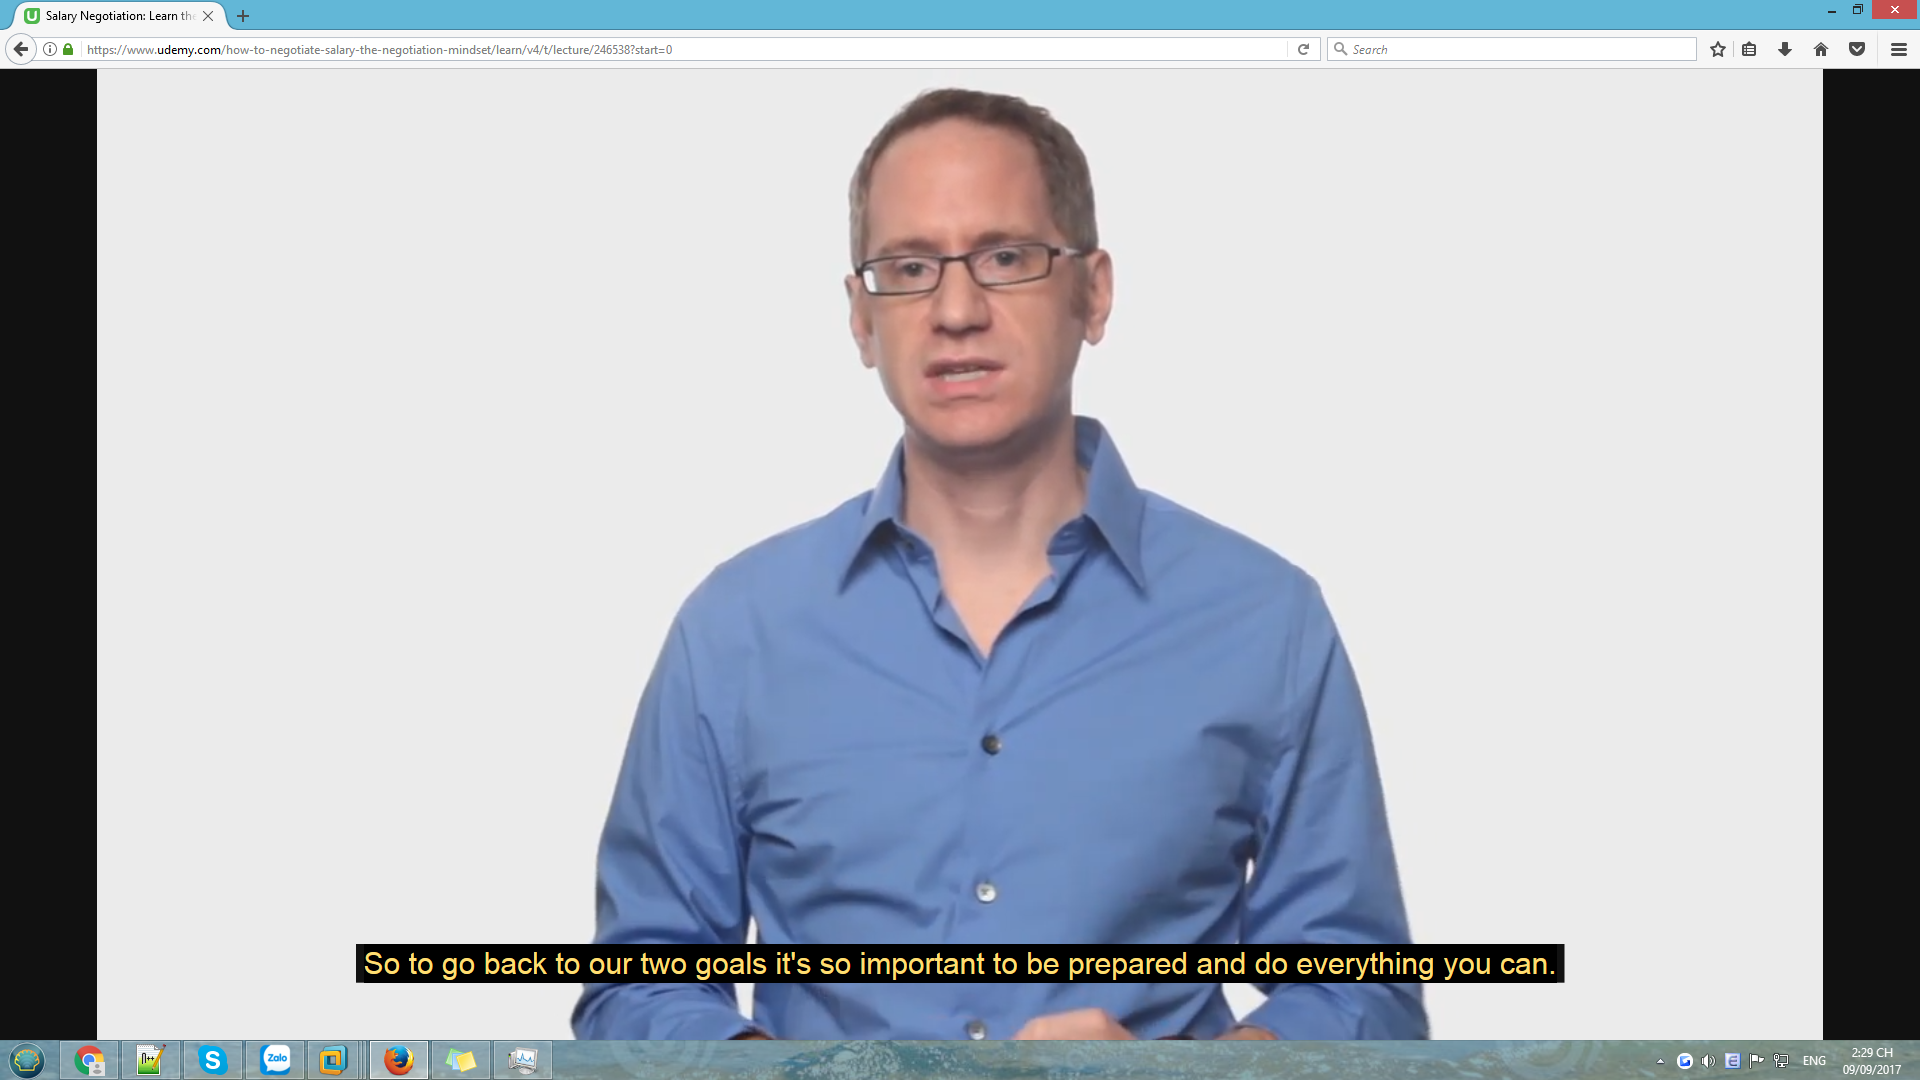 Salary Negotiation: Learn the
https://www.udemy.com/how-to-negotiate-salary-the-negotiation-mindset/learn/v4/t/lecture/246538?start=0
Search
So to go back to our two goals it's so important to be prepared and do everything you can.
Zalo
ENG
2:29 CH
09/09/2017